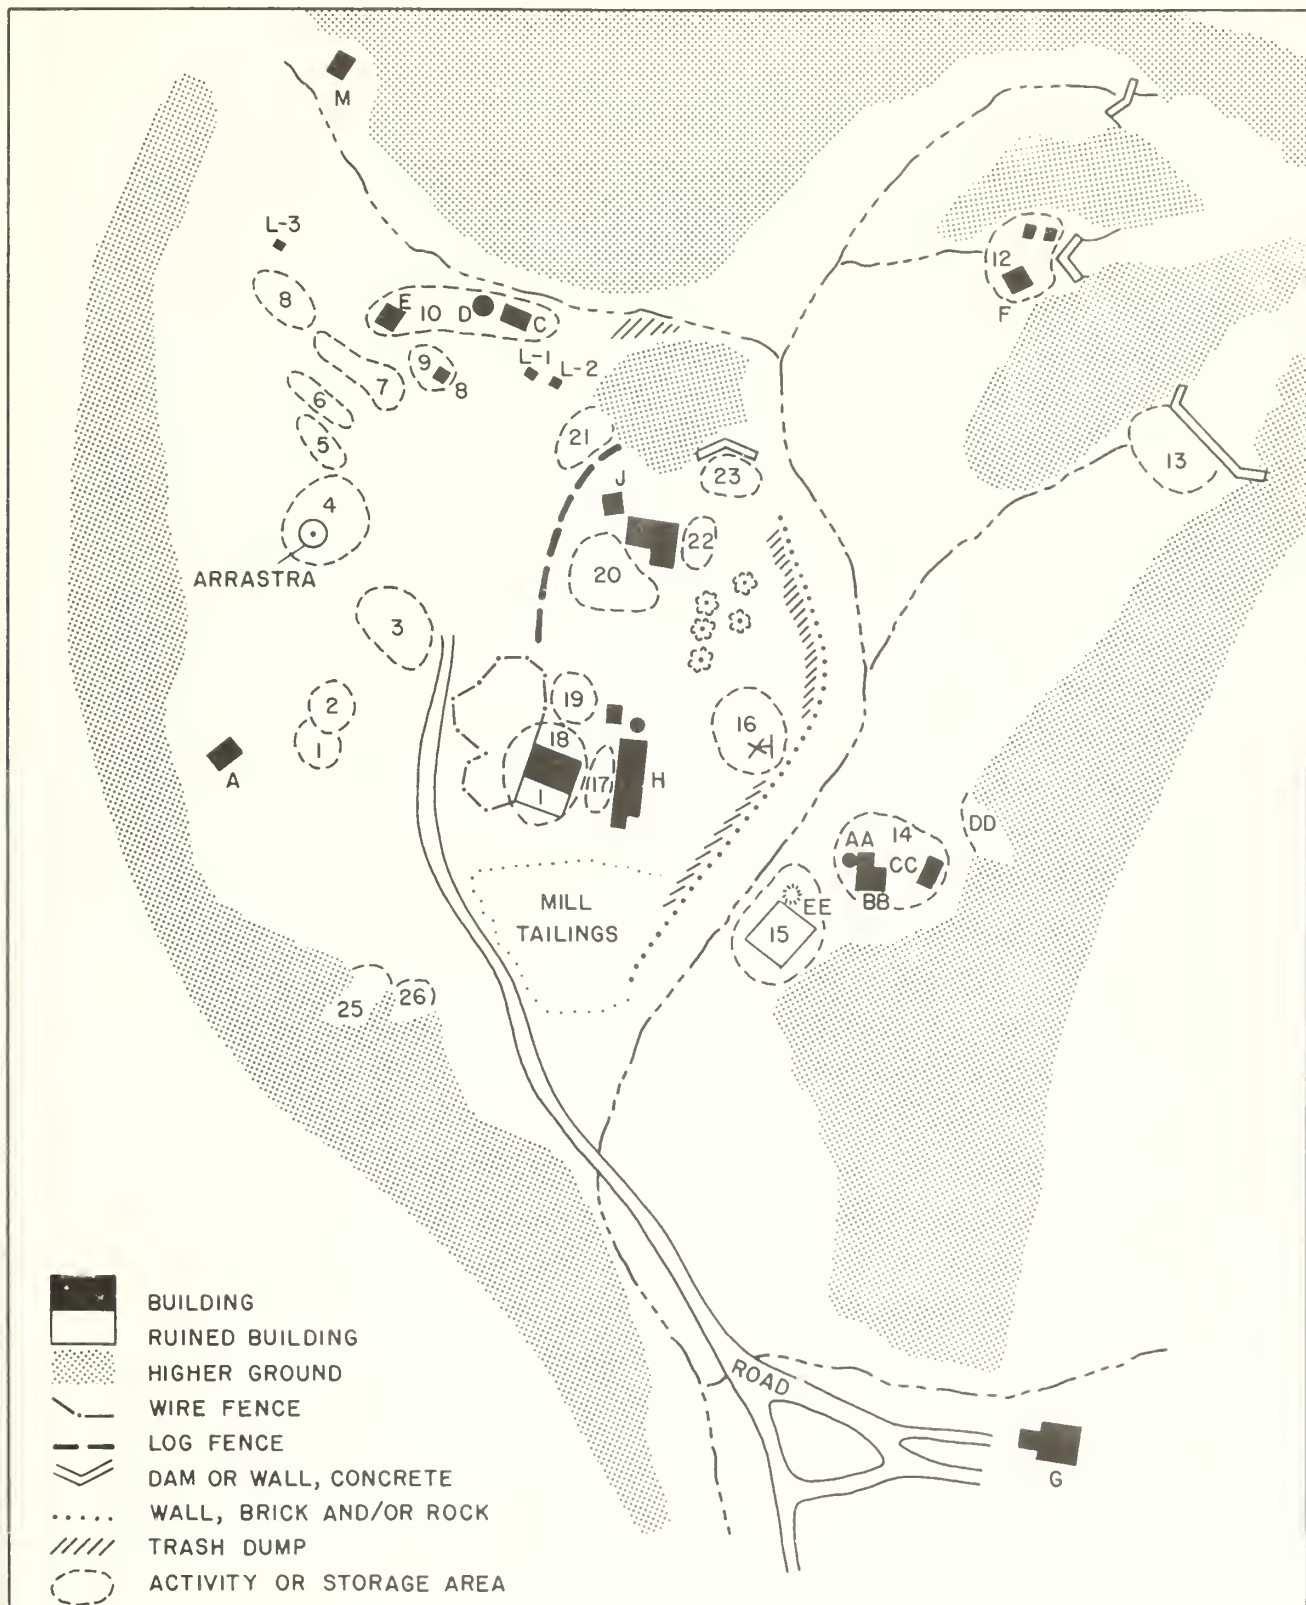 M
L-3
8
E
10
D
C
12
F
L-1
L-2
9
8
7
6
5
21
J
23
13
4
22
20
ARRASTRA
3
19
2
1
A
18
16
17
H
I
14
DD
AA
CC
BB
EE
15
MILL
TAILINGS
25
26
ROAD
G
BUILDING
RUINED BUILDING
HIGHER GROUND
WIRE FENCE
LOG FENCE
DAM OR WALL, CONCRETE
WALL, BRICK AND/OR ROCK
TRASH DUMP
ACTIVITY OR STORAGE AREA